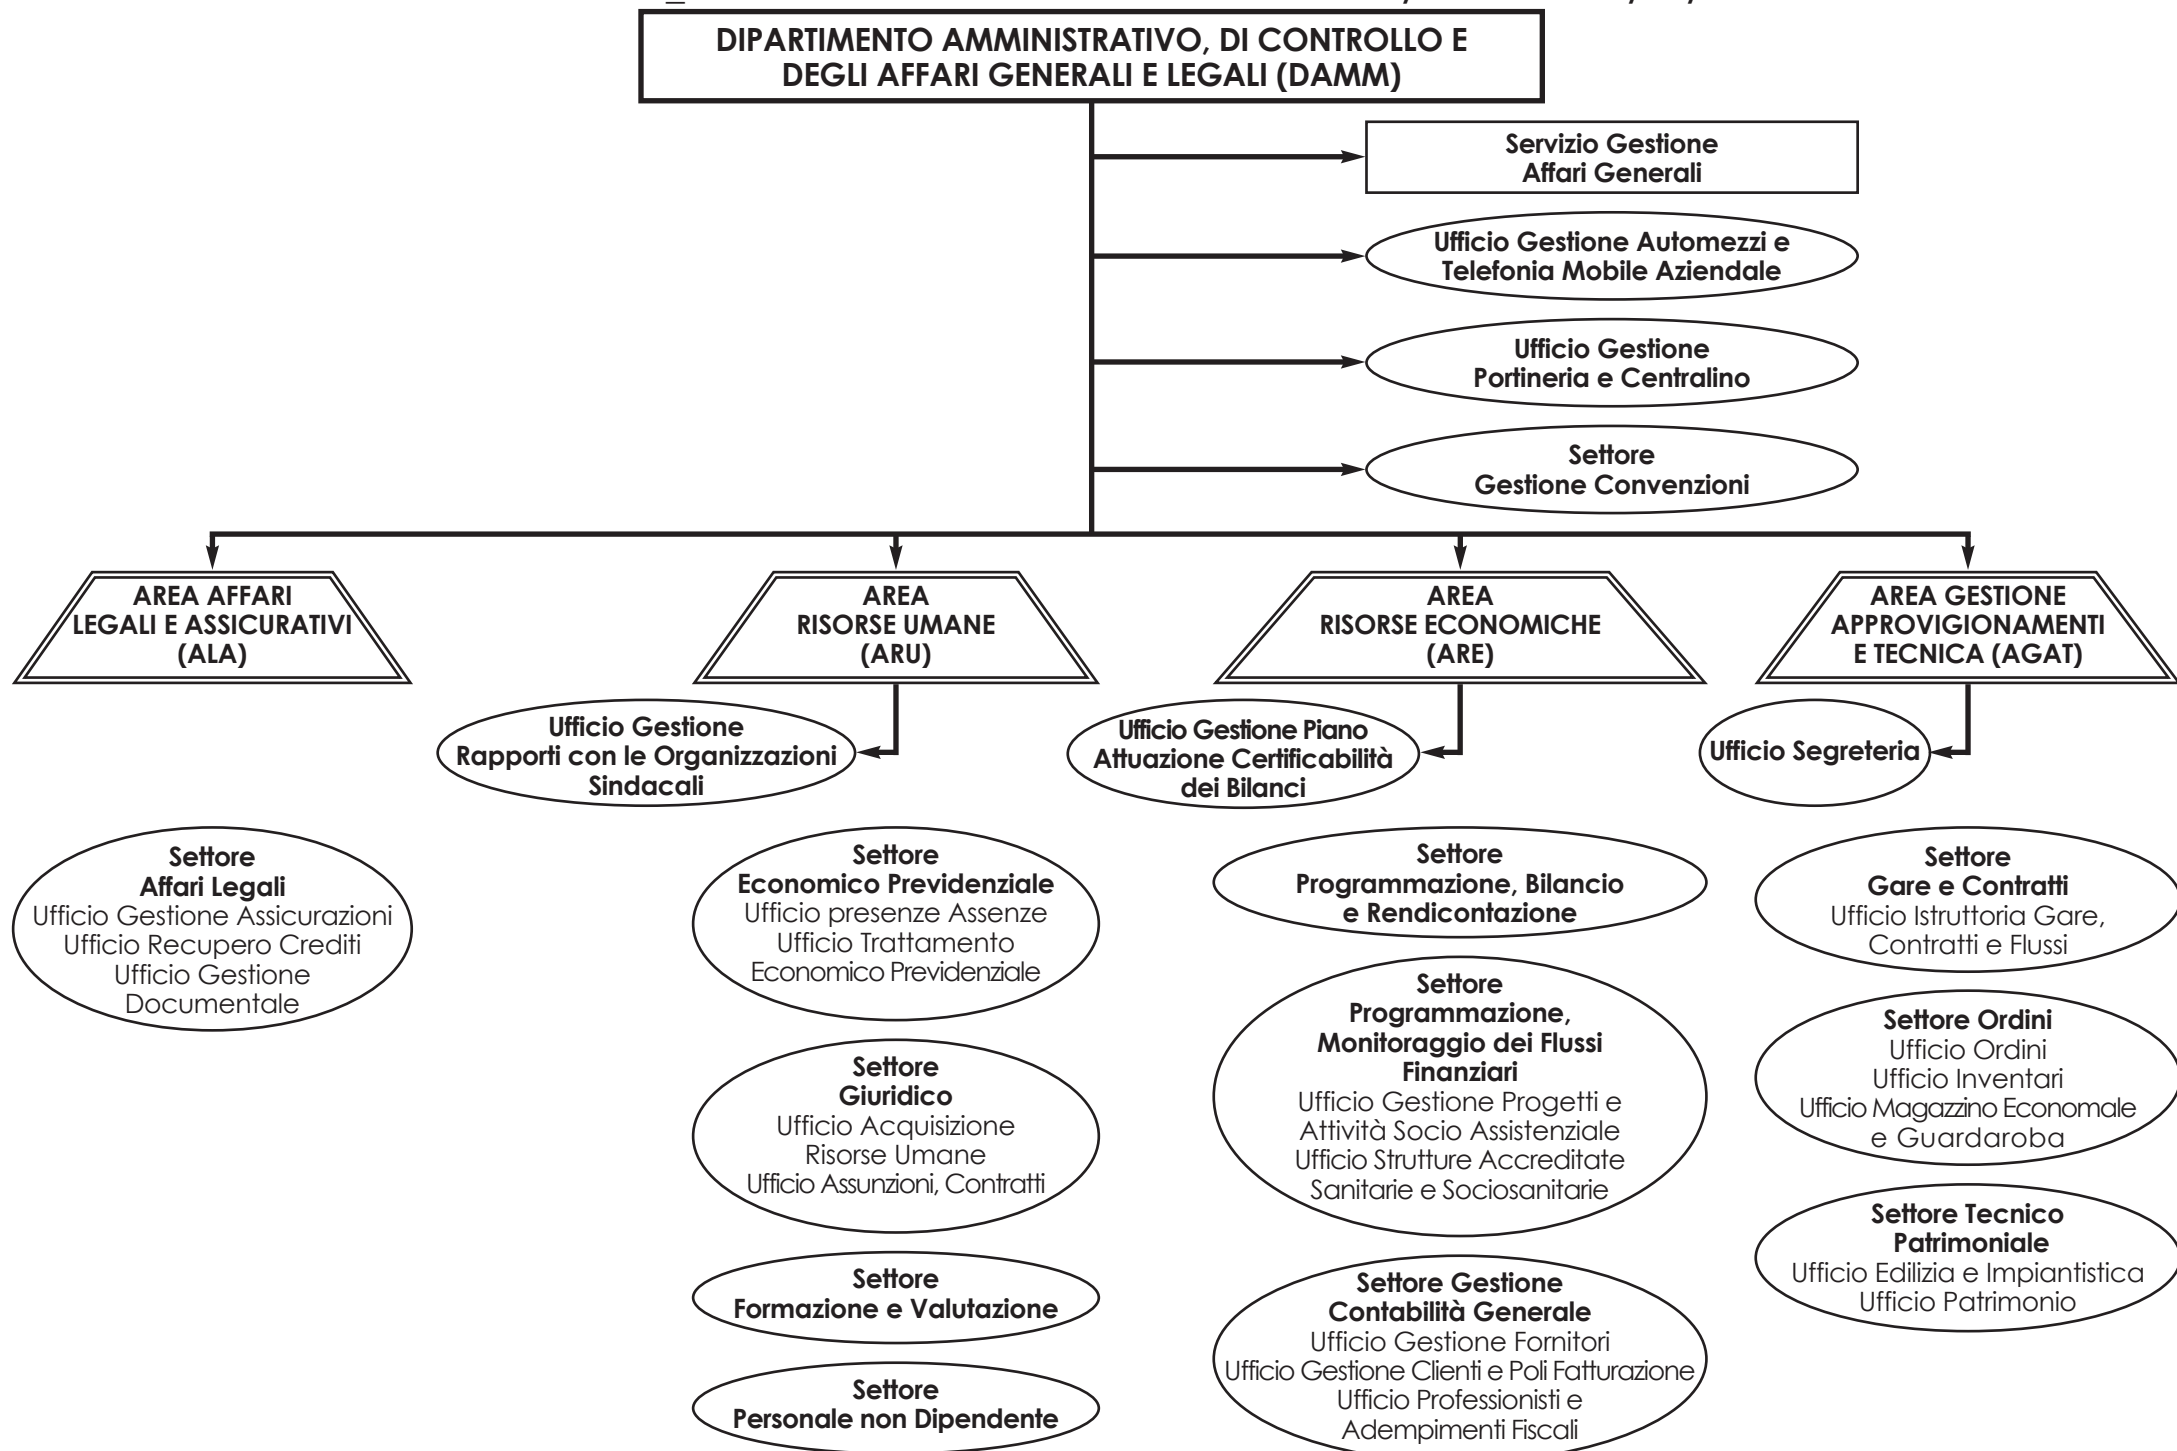 DIPARTIMENTO AMMINISTRATIVO, DI CONTROLLO E
DEGLI AFFARI GENERALI E LEGALI (DAMM)
Servizio Gestione
Affari Generali
Ufficio Gestione Automezzi e
Telefonia Mobile Aziendale
Ufficio Gestione
Portineria e Centralino
Settore
Gestione Convenzioni
AREA AFFARI
LEGALI E ASSICURATIVI
(ALA)
AREA
RISORSE UMANE
(ARU)
AREA
RISORSE ECONOMICHE
(ARE)
AREA GESTIONE
APPROVIGIONAMENTI
E TECNICA (AGAT)
Ufficio Gestione
Rapporti con le Organizzazioni
Sindacali
Ufficio Gestione Piano
Attuazione Certificabilità
dei Bilanci
Ufficio Segreteria
Settore
Affari Legali
Ufficio Gestione Assicurazioni
Ufficio Recupero Crediti
Ufficio Gestione
Documentale
Settore
Economico Previdenziale
Ufficio presenze Assenze
Ufficio Trattamento
Economico Previdenziale
Settore
Giuridico
Ufficio Acquisizione
Risorse Umane
Ufficio Assunzioni, Contratti
Settore
Formazione e Valutazione
Settore
Personale non Dipendente
Settore
Programmazione, Bilancio
e Rendicontazione
Settore
Programmazione,
Monitoraggio dei Flussi
Finanziari
Ufficio Gestione Progetti e
Attività Socio Assistenziale
Ufficio Strutture Accreditate
Sanitarie e Sociosanitarie
Settore Gestione
Contabilità Generale
Ufficio Gestione Fornitori
Ufficio Gestione Clienti e Poli Fatturazione
Ufficio Professionisti e
Adempimenti Fiscali
Settore
Gare e Contratti
Ufficio Istruttoria Gare,
Contratti e Flussi
Settore Ordini
Ufficio Ordini
Ufficio Inventari
Ufficio Magazzino Economale
e Guardaroba
Settore Tecnico
Patrimoniale
Ufficio Edilizia e Impiantistica
Ufficio Patrimonio